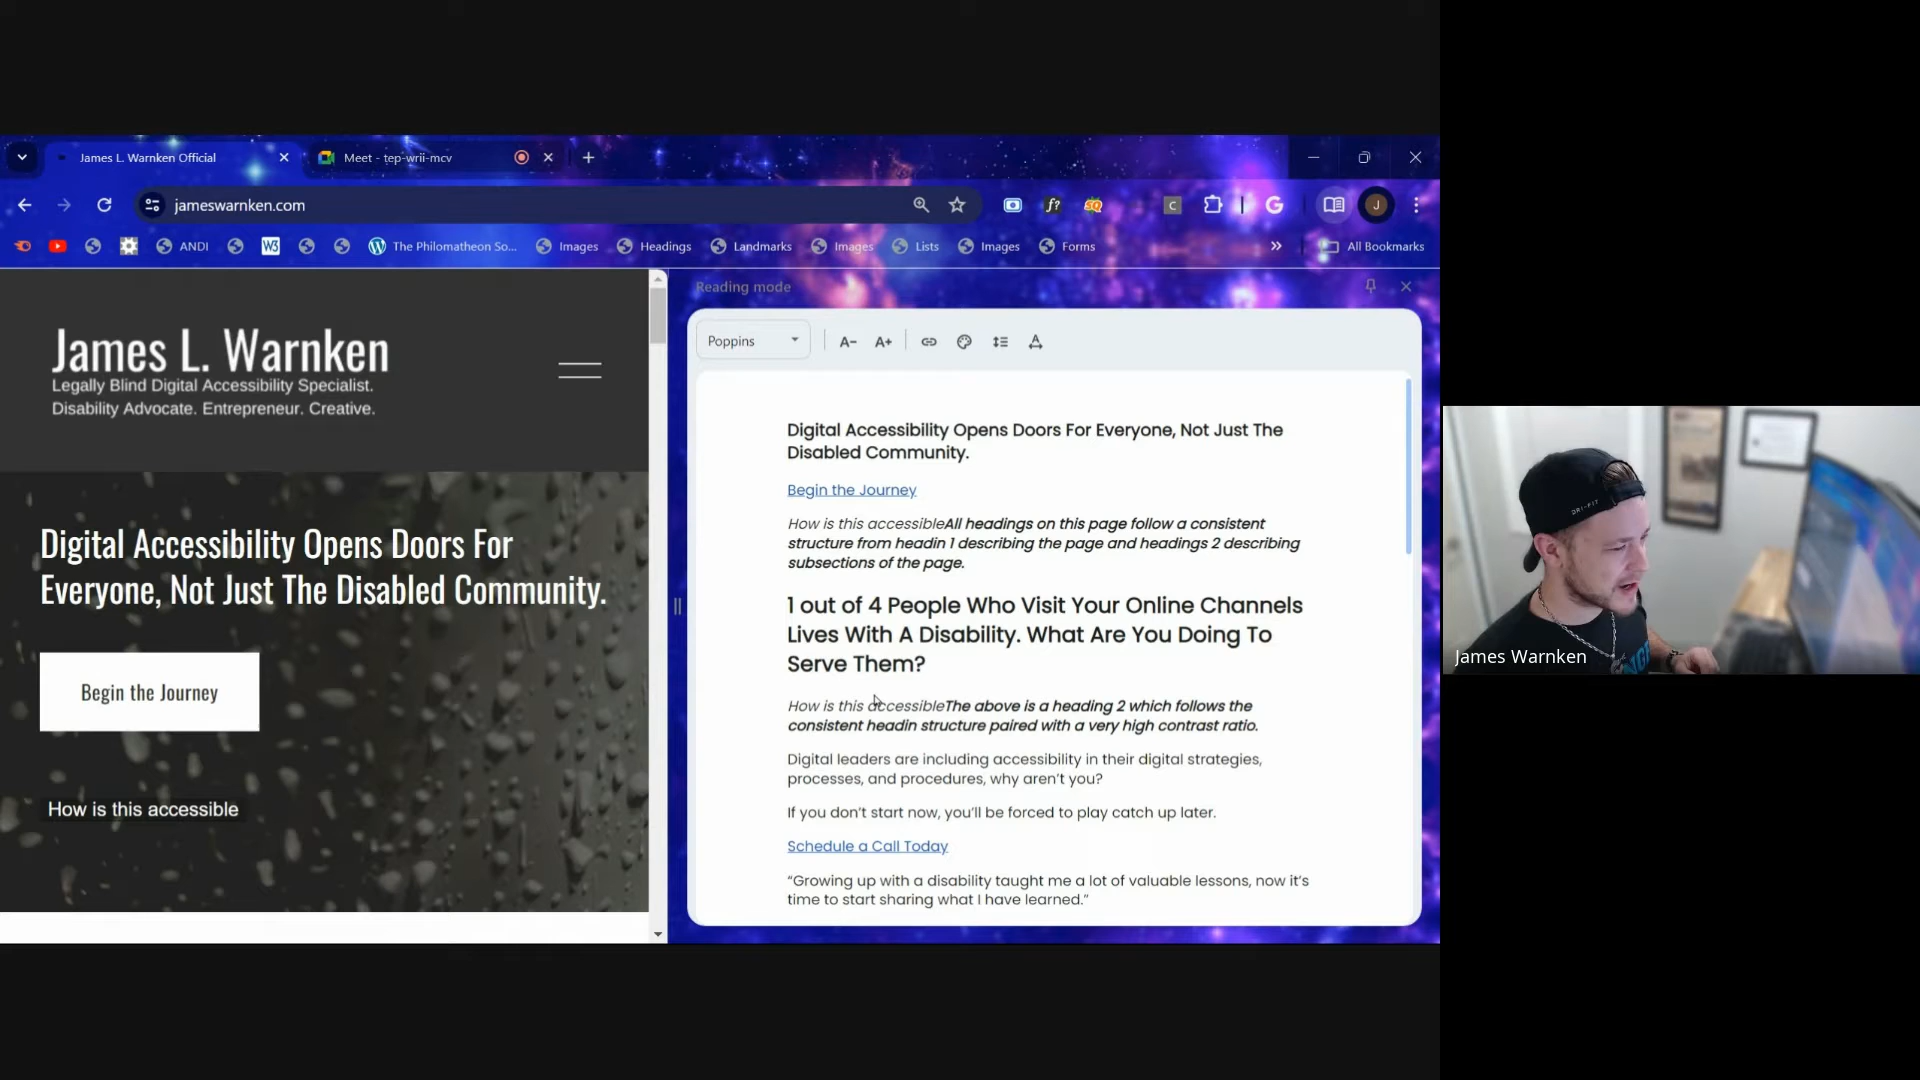 James L. Warnken Official
Meet - tep-wrii-mcv
jameswarnken.com
ANDI
W3
The Philomatheon So...
Images
Headings
Landmarks
Images
Lists
Images
Forms
All Bookmarks
James L. Warnken
Legally Blind Digital Accessibility Specialist.
Disability Advocate. Entrepreneur. Creative.
Digital Accessibility Opens Doors For
Everyone, Not Just The Disabled Community.
Begin the Journey
How is this accessible
Reading mode
Poppins
A-
A+
Digital Accessibility Opens Doors For Everyone, Not Just The
Disabled Community.
Begin the Journey
How is this accessibleAll headings on this page follow a consistent
structure from headin 1 describing the page and headings 2 describing
subsections of the page.
1 out of 4 People Who Visit Your Online Channels
Lives With A Disability. What Are You Doing To
Serve Them?
How is this accessibleThe above is a heading 2 which follows the
consistent headin structure paired with a very high contrast ratio.
Digital leaders are including accessibility in their digital strategies,
processes, and procedures, why aren’t you?
If you don’t start now, you’ll be forced to play catch up later.
Schedule a Call Today
“Growing up with a disability taught me a lot of valuable lessons, now it’s
time to start sharing what I have learned.”
James Warnken